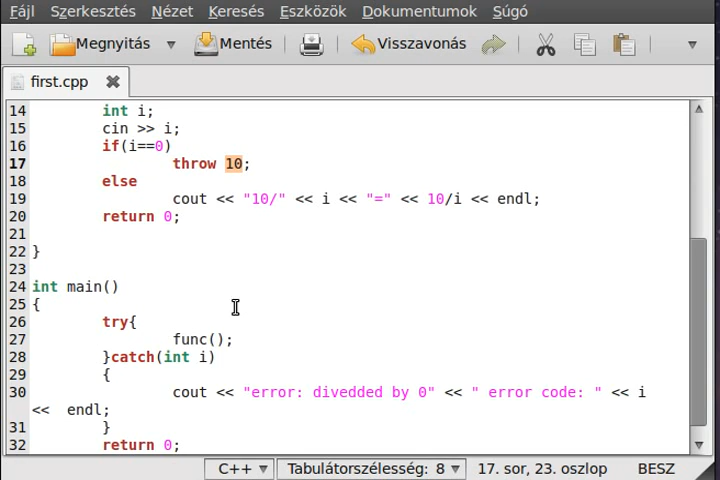 Fájl Szerkesztés Nézet Keresés Eszközök Dokumentumok Súgó
Megnyitás Mentés Visszavonás
first.cpp
14 int i;
15 cin >> i;
16 if(i==0)
17 throw 10;
18 else
19 cout << "10/" << i << "=" << 10/i << endl;
20 return 0;
21
22 }
23
24 int main()
25 {
26 try{
27 func();
28 }catch(int i)
29 {
30 cout << "error: divedded by 0" << " error code: " << i
<< endl;
31 }
32 return 0;
C++ Tabulátorszélesség: 8 17. sor, 23. oszlop BESZ